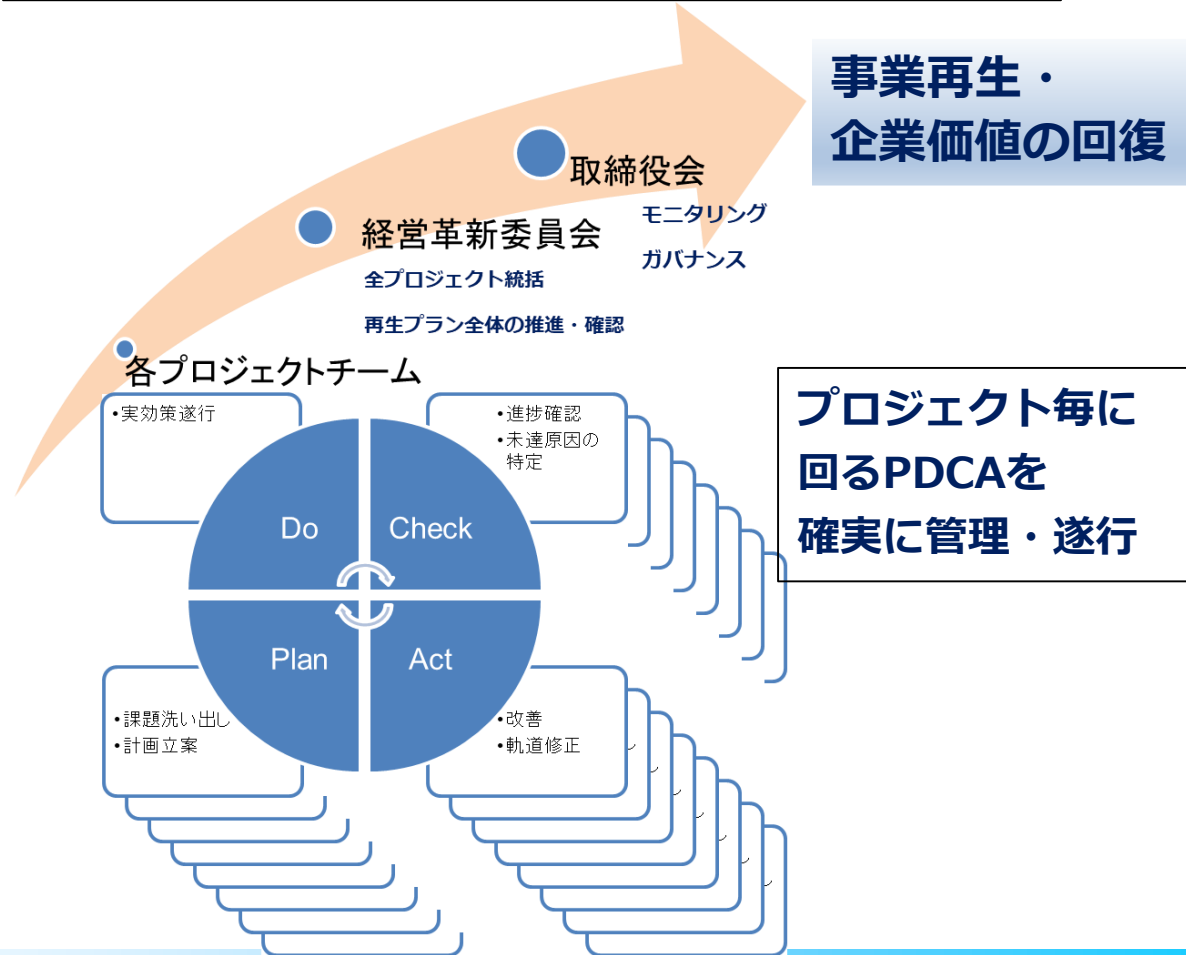 事業再生・
企業価値の回復
取締役会
モニタリング
ガバナンス
経営革新委員会
全プロジェクト統括
再生プラン全体の推進・確認
各プロジェクトチーム
•実効策遂行
•進捗確認
•未達原因の
特定
Do
Check
Plan
Act
•課題洗い出し
•計画立案
•改善
•軌道修正
プロジェクト毎に
回るPDCAを
確実に管理・遂行